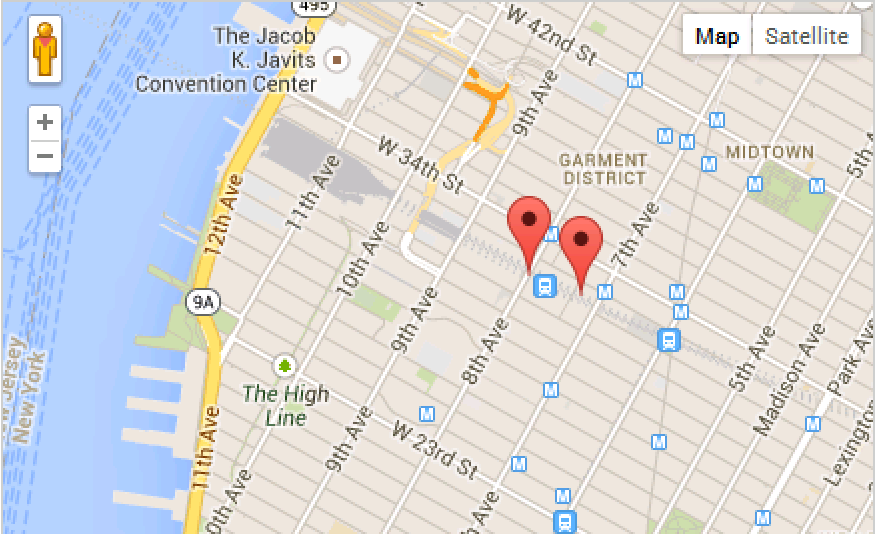 495
W 42nd St
The Jacob
K. Javits
Convention Center
Map
Satellite
9th Ave
W 34th St
GARMENT
DISTRICT
MIDTOWN
5th A
11th Ave
12th Ave
10th Ave
7th Ave
M
M
M
M
M
M
M
M
M
M
9A
9th Ave
8th Ave
5th Ave
Madison Ave
Park Av
w Jersey
New York
The High
Line
M
M
M
M
11th Ave
9th Ave
W 23rd St
Lexington
0th Ave
h Ave
M
M
M